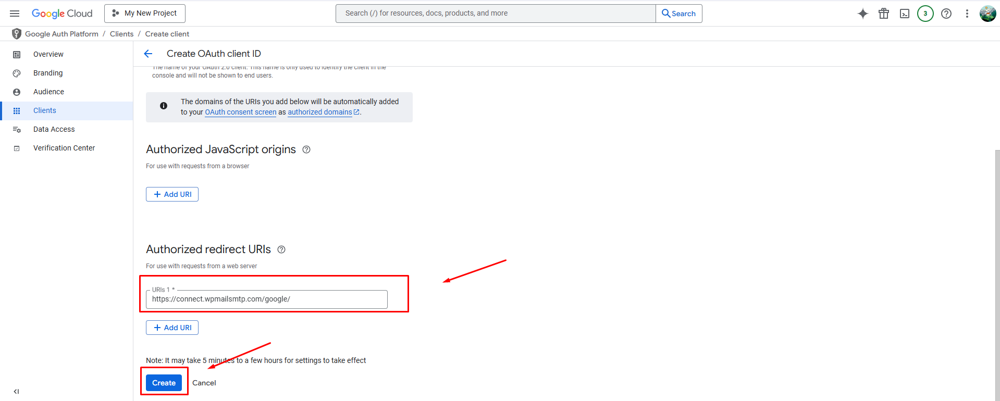 Google Cloud
My New Project
Search (/) for resources, docs, products, and more
Search
3
Google Auth Platform / Clients / Create client
Overview
Branding
Audience
Clients
Data Access
Verification Center
Create OAuth client ID
The name of your OAuth 2.0 client. This name is only used to identify the client in the
console and will not be shown to end users.
The domains of the URIs you add below will be automatically added
to your OAuth consent screen as authorized domains.
Authorized JavaScript origins
For use with requests from a browser
+ Add URI
Authorized redirect URIs
For use with requests from a web server
URIs 1 *
https://connect.wpmailsmtp.com/google/
+ Add URI
Note: It may take 5 minutes to a few hours for settings to take effect
Create
Cancel